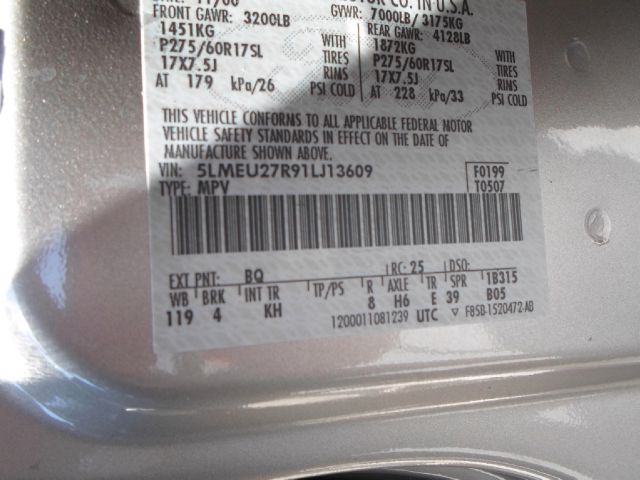 MOTOR CO. IN U.S.A.
FRONT GAWR: 3200LB GVWR: 7000LB/ 3175KG
1451KG WITH REAR GAWR: 4128LB
P275/60R17SL TIRES 1872KG WITH
17X7.5J RIMS P275/60R17SL TIRES
AT 179 kPa/26 PSI COLD 17X7.5J RIMS
AT 228 kPa/33 PSI COLD
THIS VEHICLE CONFORMS TO ALL APPLICABLE FEDERAL MOTOR
VEHICLE SAFETY STANDARDS IN EFFECT ON THE DATE OF
MANUFACTURE SHOWN ABOVE.
VIN: 5LMEU27R91LJ13609 F0199
TYPE: MPV T0507
EXT PNT: BQ RC: 25 DSO:
WB BRK INT TR TP/PS R AXLE TR SPR 1B315
119 4 KH 8 H6 E 39 B05
1200011081239 UTC F85B-1520472-AB